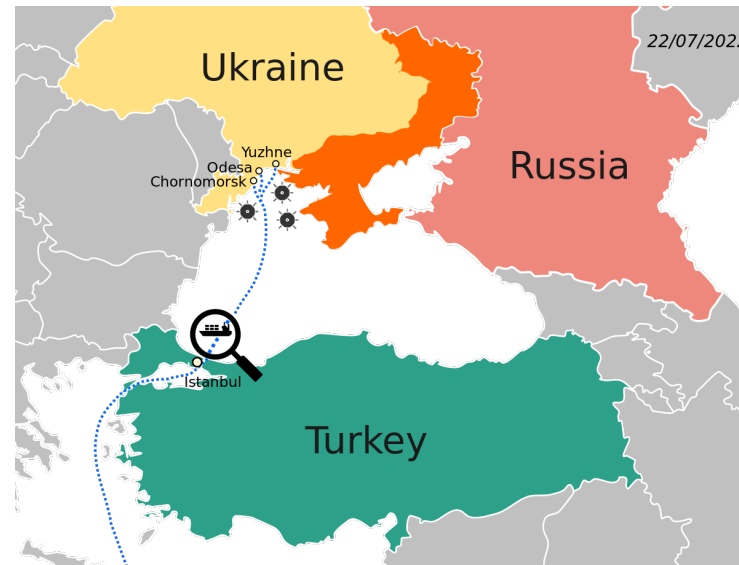 22/07/202
Ukraine
Yuzhne
Odesa
Chornomorsk
Russia
Istanbul
Turkey